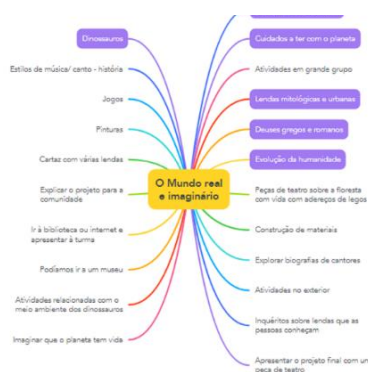 Dinossauros
Estilos de música/ canto - história
Jogos
Pinturas
Cartaz com várias lendas
Explicar o projeto para a
comunidade
Ir à biblioteca ou internet e
apresentar à turma
Podíamos ir a um museu
Atividades relacionadas com o
meio ambiente dos dinossauros
Imaginar que o planeta tem vida
O Mundo real
e imaginário
Cuidados a ter com o planeta
Atividades em grande grupo
Lendas mitológicas e urbanas
Deuses gregos e romanos
Evolução da humanidade
Peças de teatro sobre a floresta
com vida com adereços de legos
Construção de materiais
Explorar biografias de cantores
Atividades no exterior
Inquéritos sobre lendas que as
pessoas conheçam
Apresentar o projeto final com um
peça de teatro